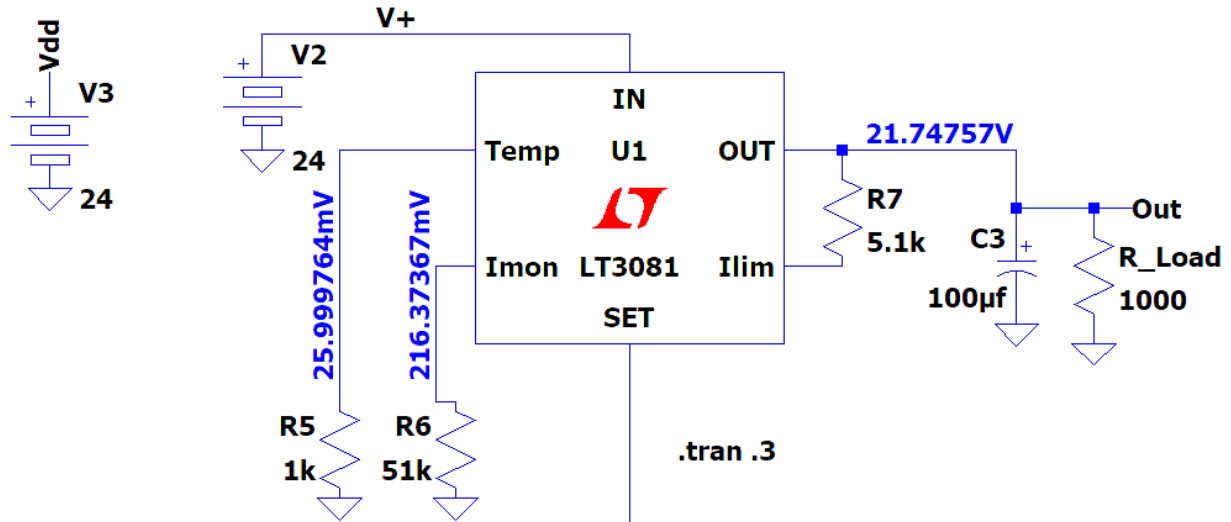 Vdd
V3
+
24
V+
V2
+
24
IN
Temp
U1
OUT
Imon
LT3081
Ilim
SET
25.999764mV
216.37367mV
R5
1k
R6
51k
21.74757V
R7
5.1k
C3
+
100µf
Out
R_Load
1000
.tran .3